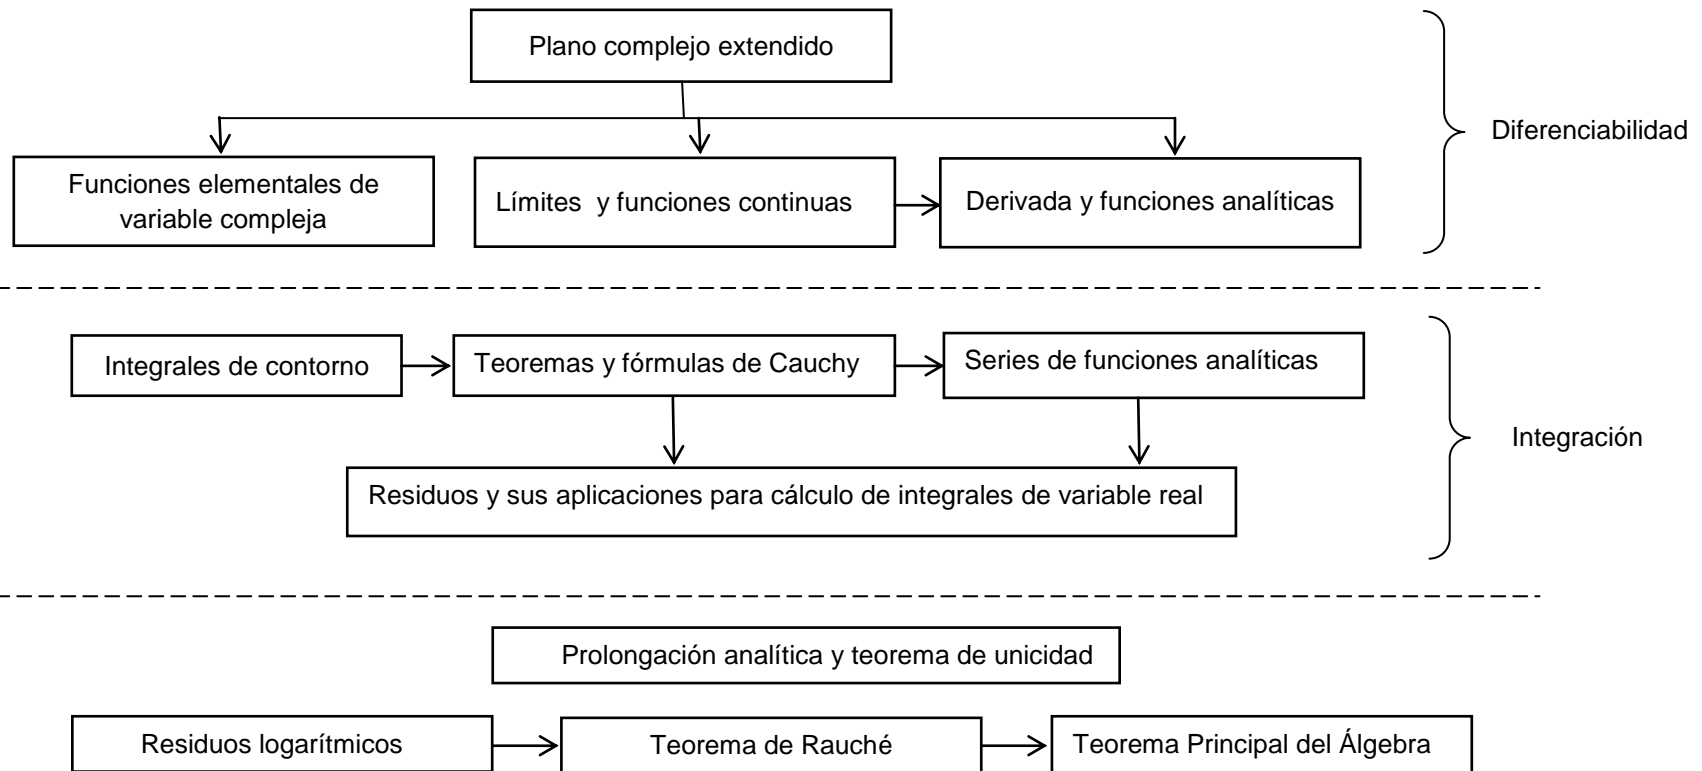 Plano complejo extendido
Diferenciabilidad
Funciones elementales de
variable compleja
Límites y funciones continuas
Derivada y funciones analíticas
Integrales de contorno
Teoremas y fórmulas de Cauchy
Series de funciones analíticas
Integración
Residuos y sus aplicaciones para cálculo de integrales de variable real
Prolongación analítica y teorema de unicidad
Residuos logarítmicos
Teorema de Rauché
Teorema Principal del Álgebra